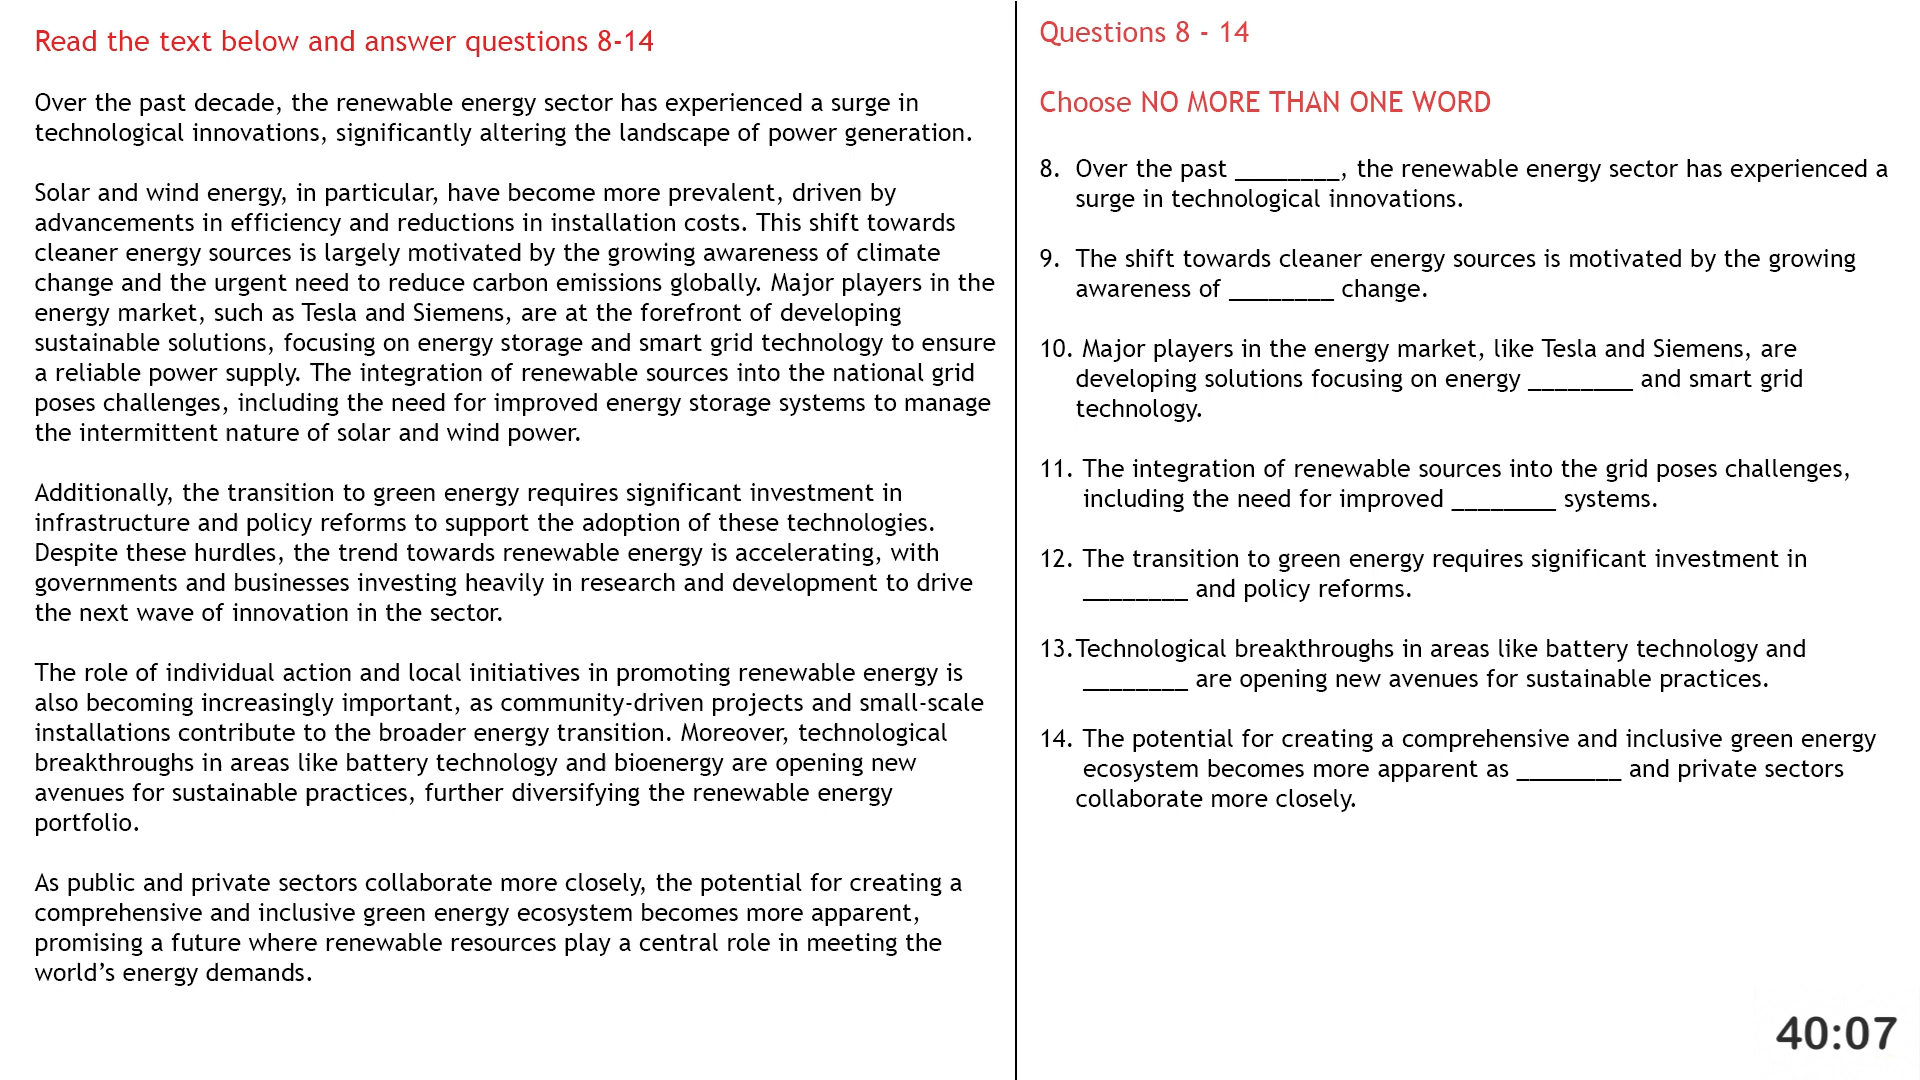 Read the text below and answer questions 8-14
Over the past decade, the renewable energy sector has experienced a surge in
technological innovations, significantly altering the landscape of power generation.
Solar and wind energy, in particular, have become more prevalent, driven by
advancements in efficiency and reductions in installation costs. This shift towards
cleaner energy sources is largely motivated by the growing awareness of climate
change and the urgent need to reduce carbon emissions globally. Major players in the
energy market, such as Tesla and Siemens, are at the forefront of developing
sustainable solutions, focusing on energy storage and smart grid technology to ensure
a reliable power supply. The integration of renewable sources into the national grid
poses challenges, including the need for improved energy storage systems to manage
the intermittent nature of solar and wind power.
Additionally, the transition to green energy requires significant investment in
infrastructure and policy reforms to support the adoption of these technologies.
Despite these hurdles, the trend towards renewable energy is accelerating, with
governments and businesses investing heavily in research and development to drive
the next wave of innovation in the sector.
The role of individual action and local initiatives in promoting renewable energy is
also becoming increasingly important, as community-driven projects and small-scale
installations contribute to the broader energy transition. Moreover, technological
breakthroughs in areas like battery technology and bioenergy are opening new
avenues for sustainable practices, further diversifying the renewable energy
portfolio.
As public and private sectors collaborate more closely, the potential for creating a
comprehensive and inclusive green energy ecosystem becomes more apparent,
promising a future where renewable resources play a central role in meeting the
world's energy demands.
Questions 8 - 14
Choose NO MORE THAN ONE WORD
8. Over the past ________, the renewable energy sector has experienced a
surge in technological innovations.
9. The shift towards cleaner energy sources is motivated by the growing
awareness of ________ change.
10. Major players in the energy market, like Tesla and Siemens, are
developing solutions focusing on energy ________ and smart grid
technology.
11. The integration of renewable sources into the grid poses challenges,
including the need for improved ________ systems.
12. The transition to green energy requires significant investment in
________ and policy reforms.
13.Technological breakthroughs in areas like battery technology and
________ are opening new avenues for sustainable practices.
14. The potential for creating a comprehensive and inclusive green energy
ecosystem becomes more apparent as ________ and private sectors
collaborate more closely.
40:07